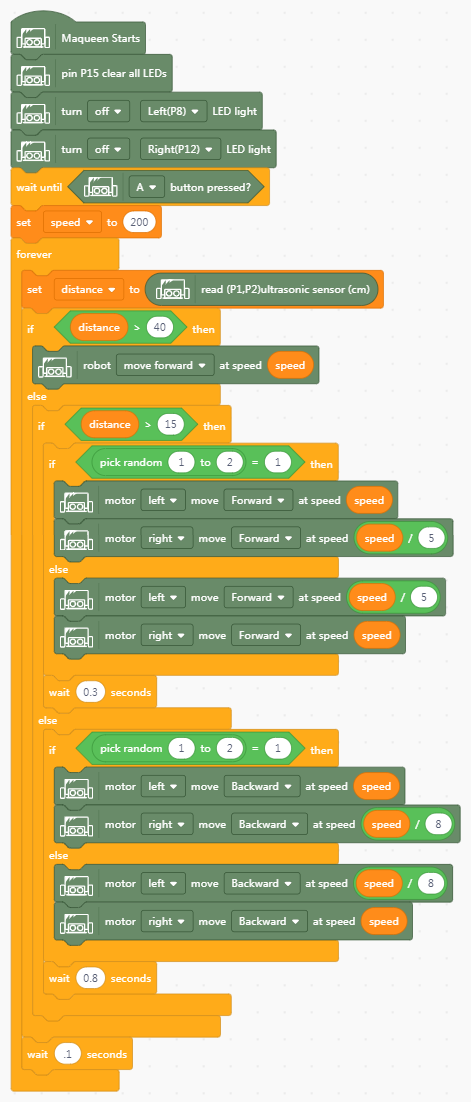 Maqueen Starts
pin P15 clear all LEDs
turn off Left(P8) LED light
turn off Right(P12) LED light
wait until A button pressed?
set speed to 200
forever
set distance to read (P1,P2)ultrasonic sensor (cm)
if distance > 40 then
robot move forward at speed speed
else
if distance > 15 then
if pick random 1 to 2 = 1 then
motor left move Forward at speed speed
motor right move Forward at speed speed / 5
else
motor left move Forward at speed speed / 5
motor right move Forward at speed speed
wait 0.3 seconds
else
if pick random 1 to 2 = 1 then
motor left move Backward at speed speed
motor right move Backward at speed speed / 8
else
motor left move Backward at speed speed / 8
motor right move Backward at speed speed
wait 0.8 seconds
wait .1 seconds